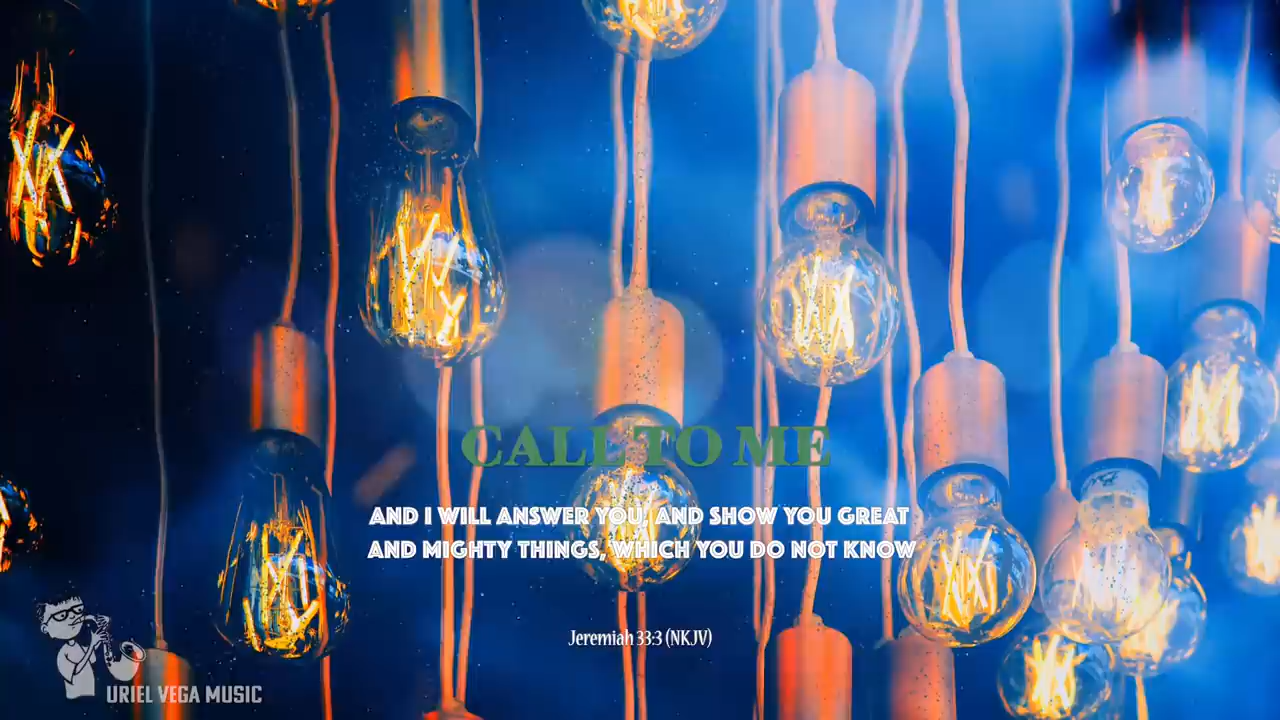 CALL TO ME
AND I WILL ANSWER YOU, AND SHOW YOU GREAT
AND MIGHTY THINGS, WHICH YOU DO NOT KNOW
Jeremiah 33:3 (NKJV)
URIEL VEGA MUSIC